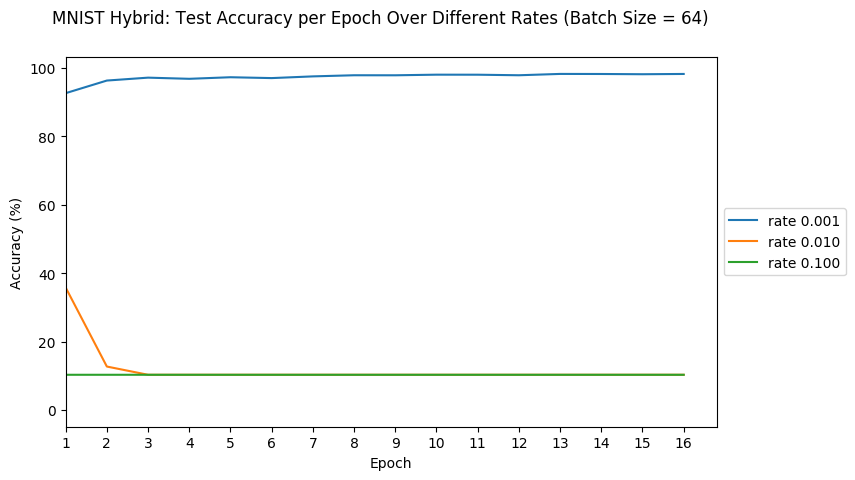 MNIST Hybrid: Test Accuracy per Epoch Over Different Rates (Batch Size = 64)
100
80
60
40
20
0
Accuracy (%)
1 2 3 4 5 6 7 8 9 10 11 12 13 14 15 16
Epoch
rate 0.001
rate 0.010
rate 0.100